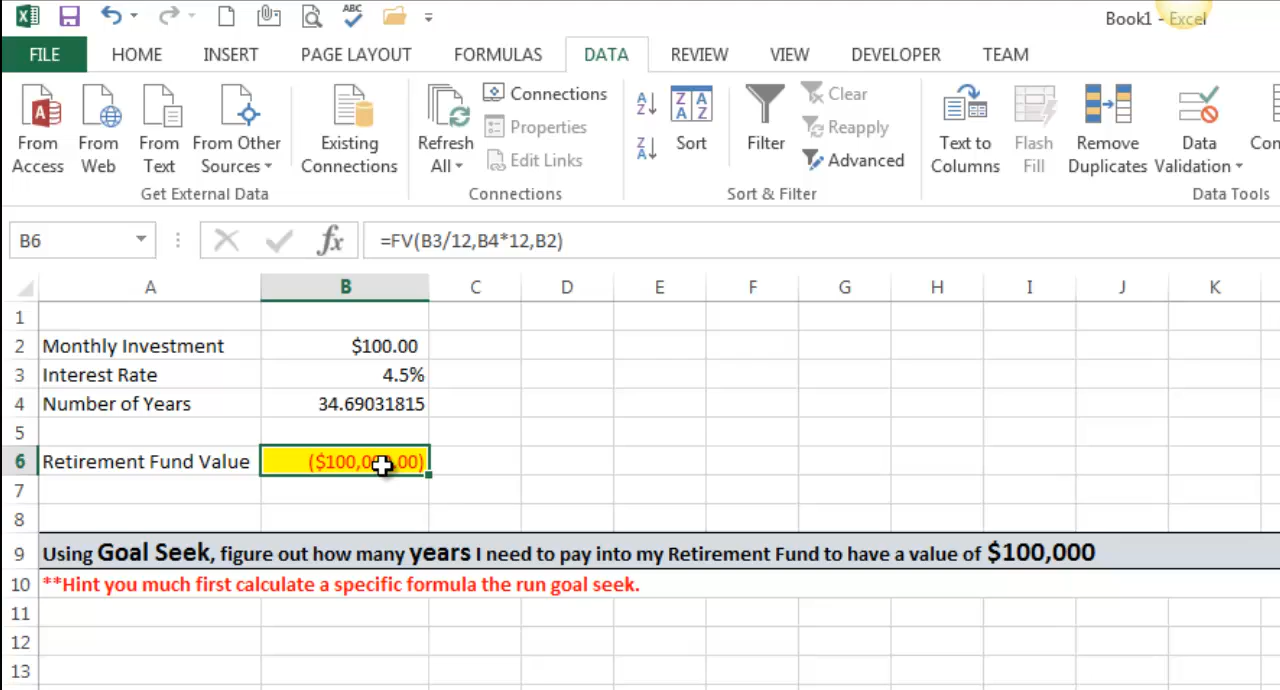 Book1 - Excel
ABC
FILE HOME INSERT PAGE LAYOUT FORMULAS DATA REVIEW VIEW DEVELOPER TEAM
From Access
From Web
From Text
From Other Sources
Get External Data
Existing Connections
Refresh All
Connections
Properties
Edit Links
Connections
Sort
Filter
Clear
Reapply
Advanced
Sort & Filter
Text to Columns
Flash Fill
Remove Duplicates
Data Validation
Con
Data Tools
B6 fx =FV(B3/12,B4*12,B2)
A B C D E F G H I J K
1
2 Monthly Investment $100.00
3 Interest Rate 4.5%
4 Number of Years 34.69031815
5
6 Retirement Fund Value
7
8
9 Using Goal Seek, figure out how many years I need to pay into my Retirement Fund to have a value of $100,000
10 **Hint you much first calculate a specific formula the run goal seek.
11
12
13